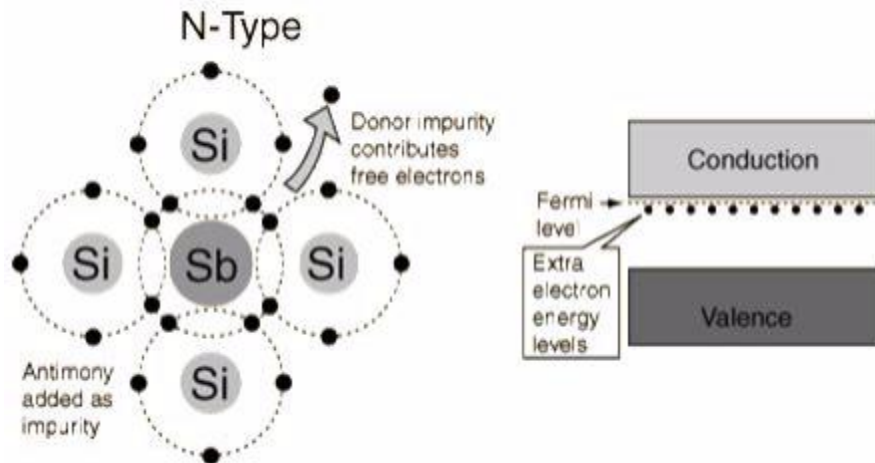 N-Type
Si
Donor impurity
contributes
free electrons
Si
Sb
Si
Si
Antimony
added as
impurity
Conduction
Fermi
level
Extra
electron
energy
levels
Valence